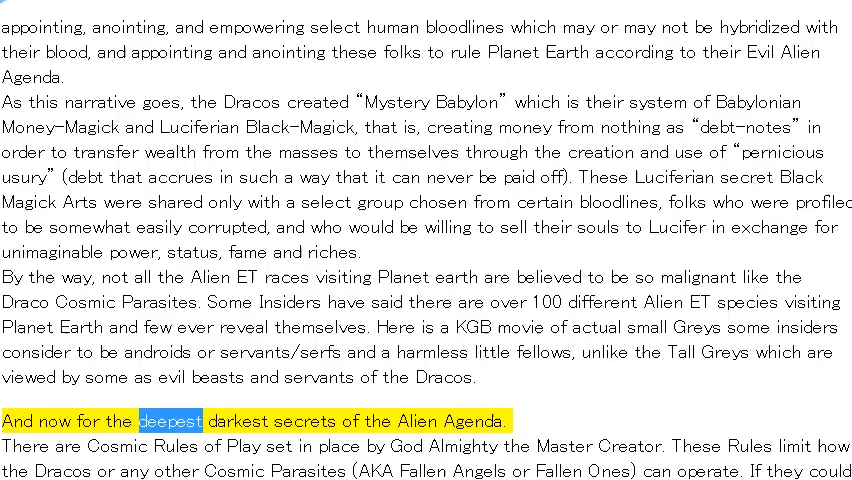 appointing, anointing, and empowering select human bloodlines which may or may not be hybridized with
their blood, and appointing and anointing these folks to rule Planet Earth according to their Evil Alien
Agenda.
As this narrative goes, the Dracos created “Mystery Babylon” which is their system of Babylonian
Money-Magick and Luciferian Black-Magick, that is, creating money from nothing as “debt-notes” in
order to transfer wealth from the masses to themselves through the creation and use of “pernicious
usury” (debt that accrues in such a way that it can never be paid off). These Luciferian secret Black
Magick Arts were shared only with a select group chosen from certain bloodlines, folks who were profiled
to be somewhat easily corrupted, and who would be willing to sell their souls to Lucifer in exchange for
unimaginable power, status, fame and riches.
By the way, not all the Alien ET races visiting Planet earth are believed to be so malignant like the
Draco Cosmic Parasites. Some Insiders have said there are over 100 different Alien ET species visiting
Planet Earth and few ever reveal themselves. Here is a KGB movie of actual small Greys some insiders
consider to be androids or servants/serfs and a harmless little fellows, unlike the Tall Greys which are
viewed by some as evil beasts and servants of the Dracos.
And now for the deepest darkest secrets of the Alien Agenda.
There are Cosmic Rules of Play set in place by God Almighty the Master Creator. These Rules limit how
the Dracos or any other Cosmic Parasites (AKA Fallen Angels or Fallen Ones) can operate. If they could